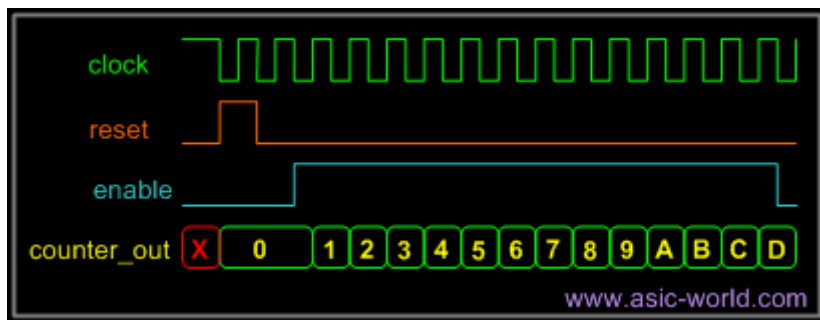 clock
reset
enable
counter_out X 0 1 2 3 4 5 6 7 8 9 A B C D
www.asic-world.com